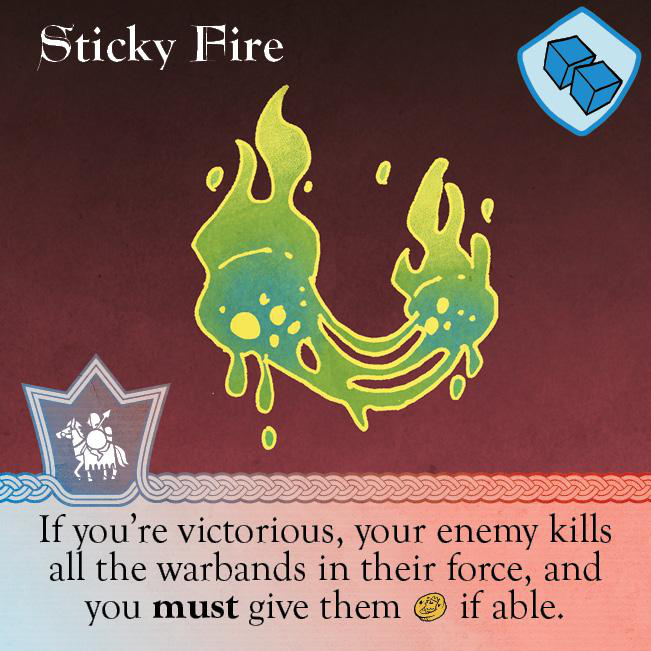 Sticky Fire
If you're victorious, your enemy kills
all the warbands in their force, and
you must give them if able.